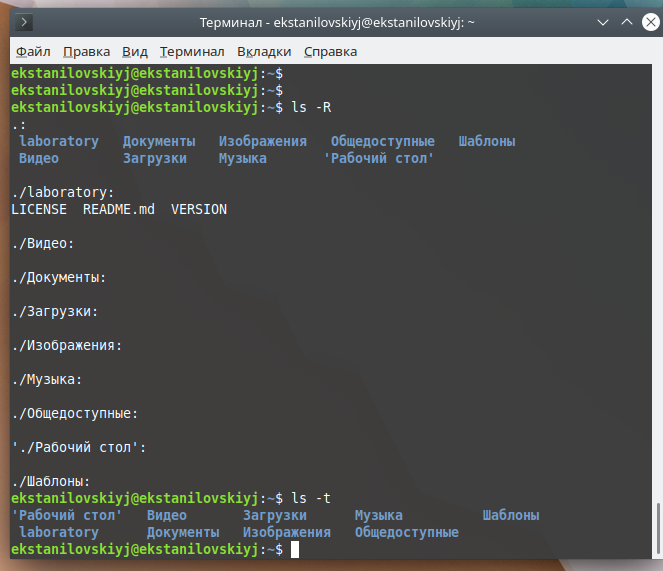 Терминал - ekstanilovskiyj@ekstanilovskiyj: ~
Файл Правка Вид Терминал Вкладки Справка
ekstanilovskiyj@ekstanilovskiyj:~$
ekstanilovskiyj@ekstanilovskiyj:~$
ekstanilovskiyj@ekstanilovskiyj:~$ ls -R
.:
laboratory Документы Изображения Общедоступные Шаблоны
Видео Загрузки Музыка 'Рабочий стол'
./laboratory:
LICENSE README.md VERSION
./Видео:
./Документы:
./Загрузки:
./Изображения:
./Музыка:
./Общедоступные:
'./Рабочий стол':
./Шаблоны:
ekstanilovskiyj@ekstanilovskiyj:~$ ls -t
'Рабочий стол' Видео Загрузки Музыка Шаблоны
laboratory Документы Изображения Общедоступные
ekstanilovskiyj@ekstanilovskiyj:~$